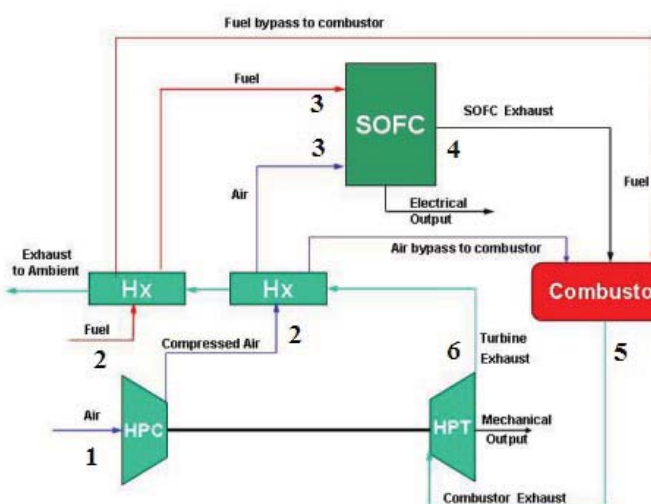 Fuel bypass to combustor
Fuel
3
SOFC
SOFC Exhaust
3
4
Air
Electrical
Output
Fuel
Air bypass to combustor
Exhaust
to Ambient
Hx
Hx
Combusto
Fuel
2
Compressed Air
2
6
Turbine
Exhaust
5
Air
1
HPC
HPT
Mechanical
Output
Combustor Exhaust